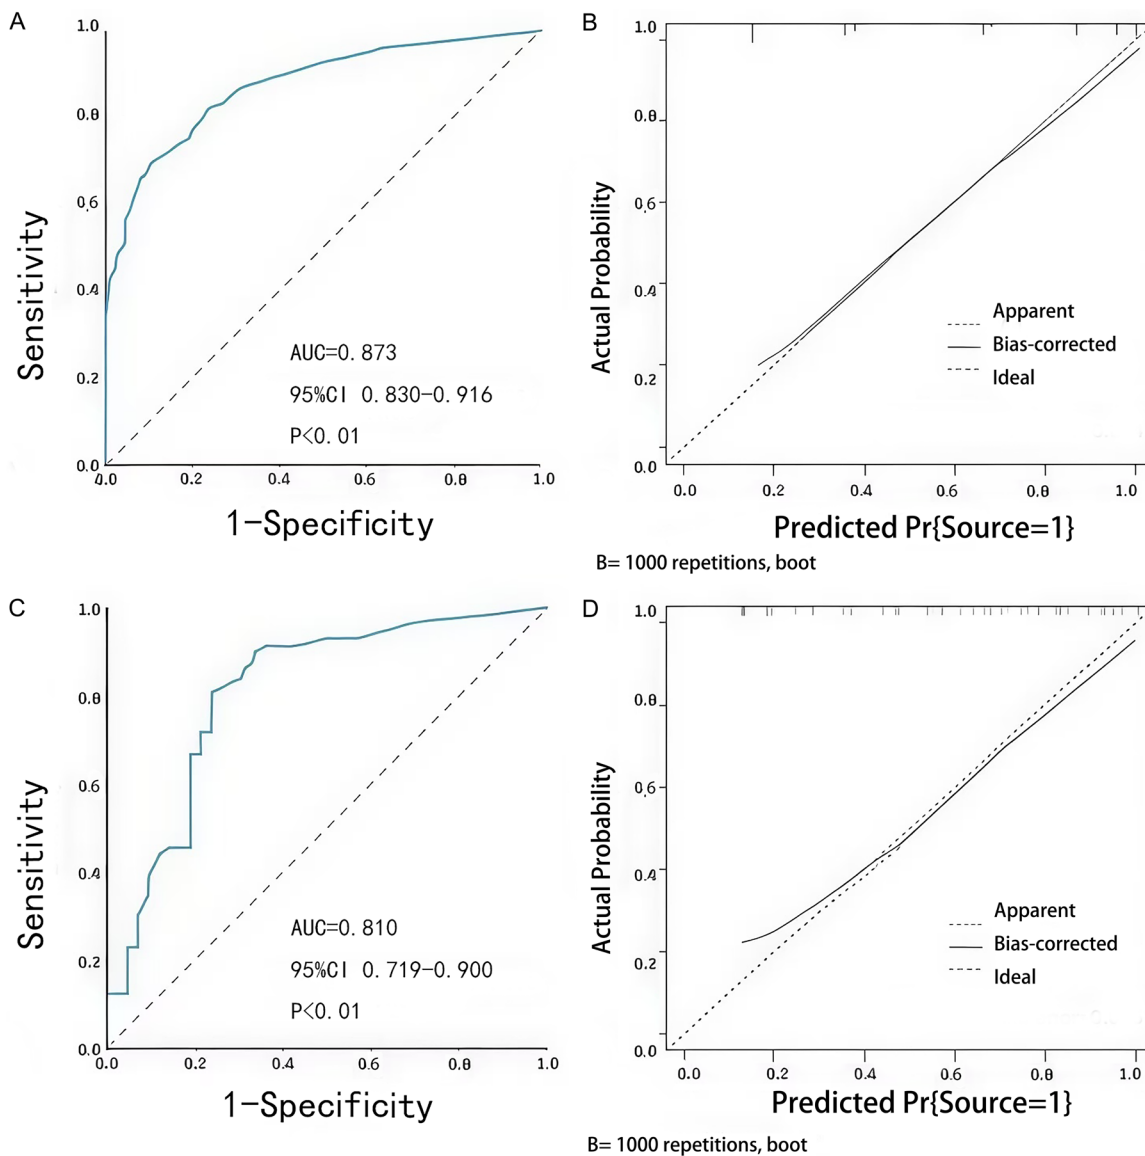 A
1.0
0.8
0.6
0.4
0.2
0.0
Sensitivity
AUC=0.873
95%CI 0.830-0.916
P<0.01
0.0 0.2 0.4 0.6 0.8 1.0
1-Specificity
B
1.0
0.8
0.6
0.4
0.2
0.0
Actual Probability
Apparent
Bias-corrected
Ideal
0.0 0.2 0.4 0.6 0.8 1.0
Predicted Pr{Source=1}
B= 1000 repetitions, boot
C
1.0
0.8
0.6
0.4
0.2
0.0
Sensitivity
AUC=0.810
95%CI 0.719-0.900
P<0.01
0.0 0.2 0.4 0.6 0.8 1.0
1-Specificity
D
1.0
0.8
0.6
0.4
0.2
0.0
Actual Probability
Apparent
Bias-corrected
Ideal
0.0 0.2 0.4 0.6 0.8 1.0
Predicted Pr{Source=1}
B= 1000 repetitions, boot